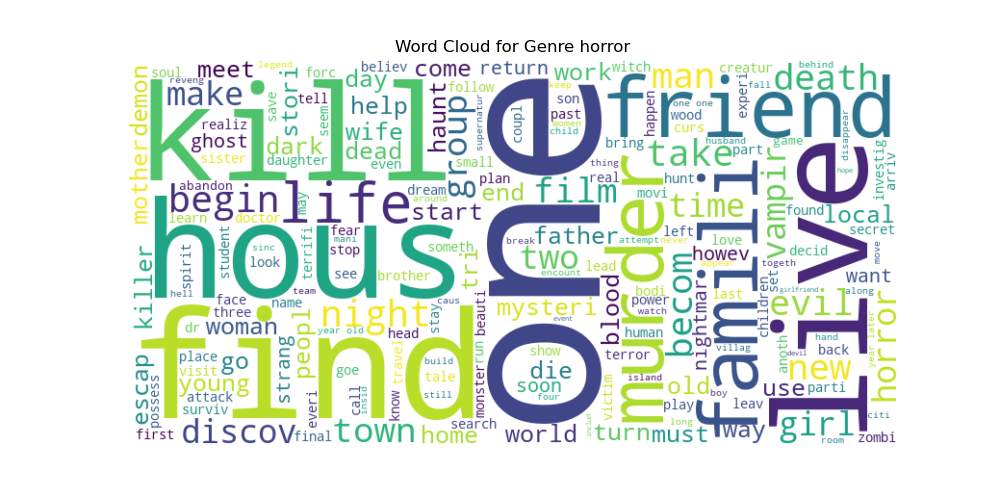 Word Cloud for Genre horror
kill
one
hous
find
live
friend
famili
murder
life
begin
film
night
death
man
take
time
two
father
group
make
meet
day
help
wife
dead
dark
stori
ghost
mother
demon
soul
reveng
legend
forc
believ
come
return
work
witch
creatur
behind
fall
experi
save
tell
seem
realiz
sister
daughter
even
haunt
follow
supernatur
keep
women
child
coupl
son
past
wood
curs
one one
happen
husband
part
game
disappear
hope
investig
arriv
vampir
bring
small
plan
thing
real
movi
hunt
end
abandon
learn
doctor
may
dream
around
start
left
love
decid
found
local
secret
move
want
howev
set
togeth
appear
never
attempt
break
encount
lead
bodi
becom
tri
someth
fear
stop
mani
terrifi
sinc
look
see
student
spirit
hell
killer
brother
team
caus
beauti
stay
mysteri
blood
power
watch
human
nightmar
last
children
girlfriend
evil
along
new
horror
year later
back
hand
devil
anoth
villag
terror
island
boy
event
show
die
soon
four
victim
old
play
long
leav
use
parti
citi
zombi
room
girl
way
must
turn
includ
world
search
home
town
final
discov
first
possess
escap
surviv
attack
young
visit
place
woman
dr
three
face
name
go
strang
peopl
year old
head
goe
call
insid
know
travel
build
tale
still
monster
run
everi